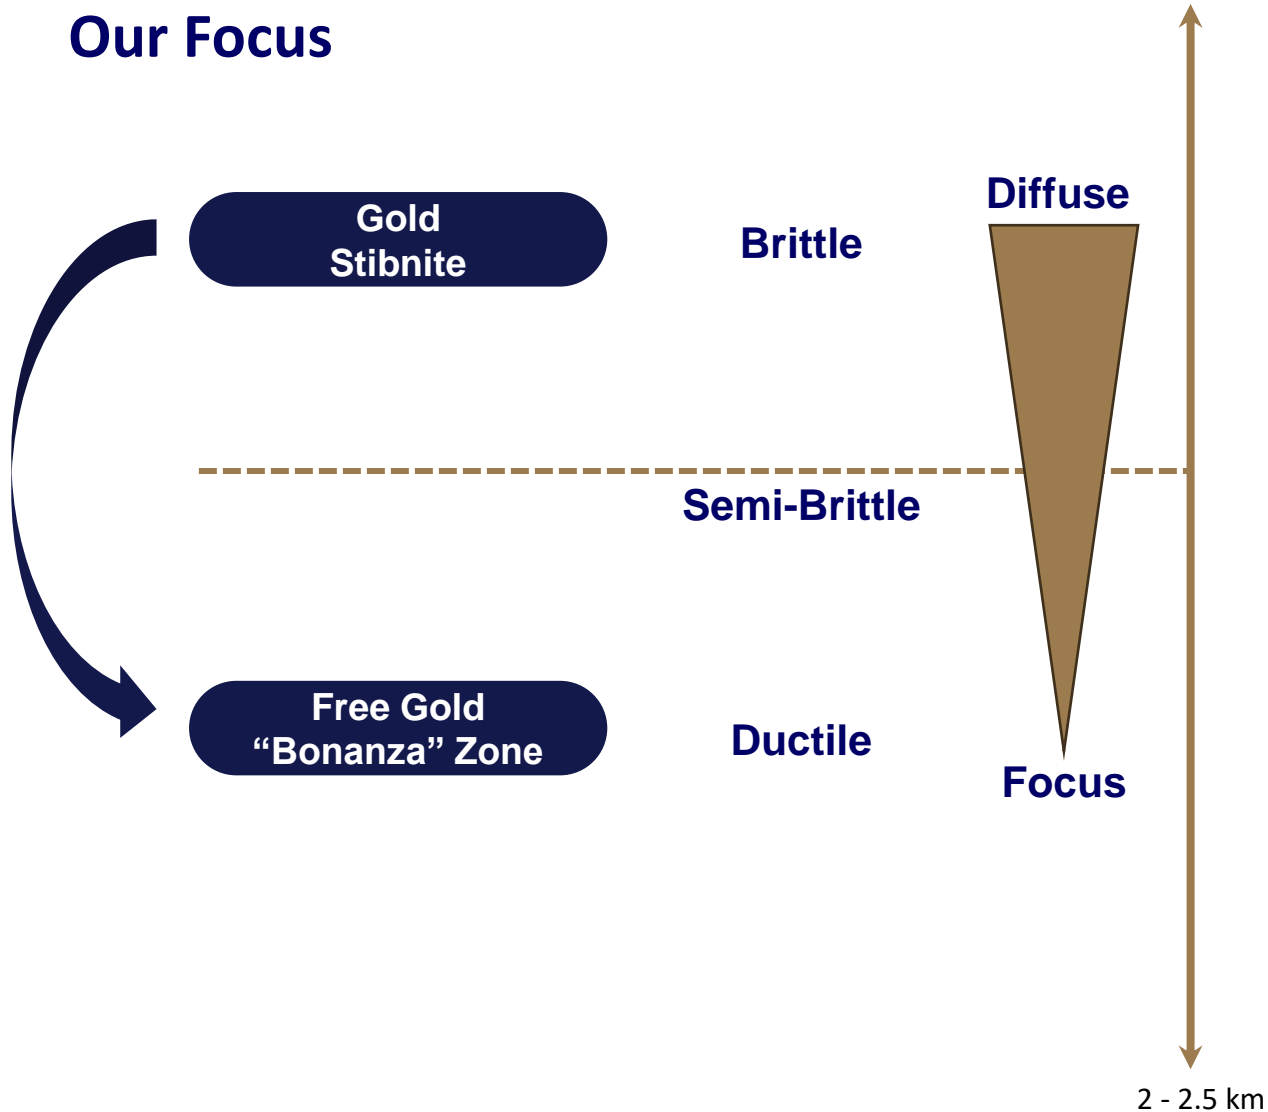 Our Focus
Diffuse
Gold
Stibnite
Brittle
Semi-Brittle
Free Gold
“Bonanza” Zone
Ductile
Focus
2 - 2.5 km